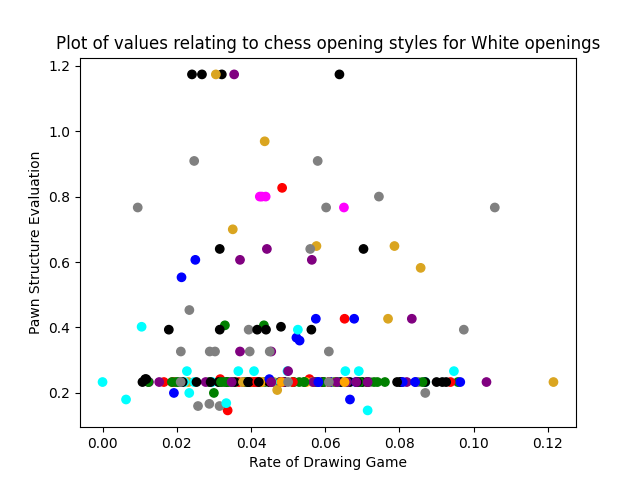 Plot of values relating to chess opening styles for White openings
1.2
1.0
0.8
0.6
0.4
0.2
Pawn Structure Evaluation
0.00 0.02 0.04 0.06 0.08 0.10 0.12
Rate of Drawing Game